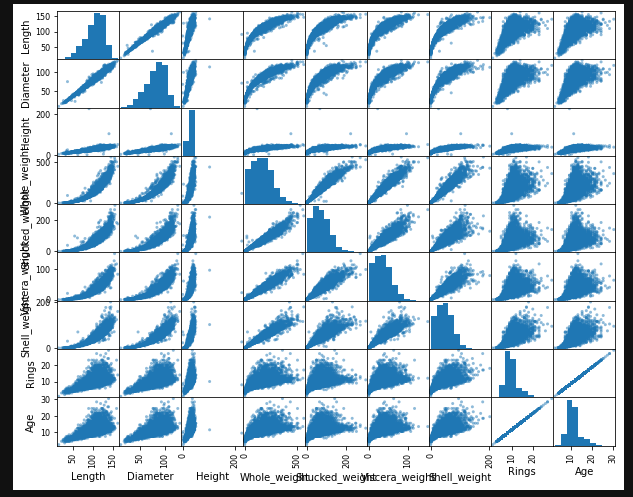 Length
150
100
50
Diameter
100
50
Height
200
0
Whole_weight
500
0
Shucked_weight
200
0
Viscera_weight
100
0
Shell_weight
200
0
Rings
20
10
Age
30
20
10
50 100 150 50 100 0 200 0 500 0 200 0 100 0 200 10 20 10 20 30
Length Diameter Height Whole_weight Shucked_weight Viscera_weight Shell_weight Rings Age